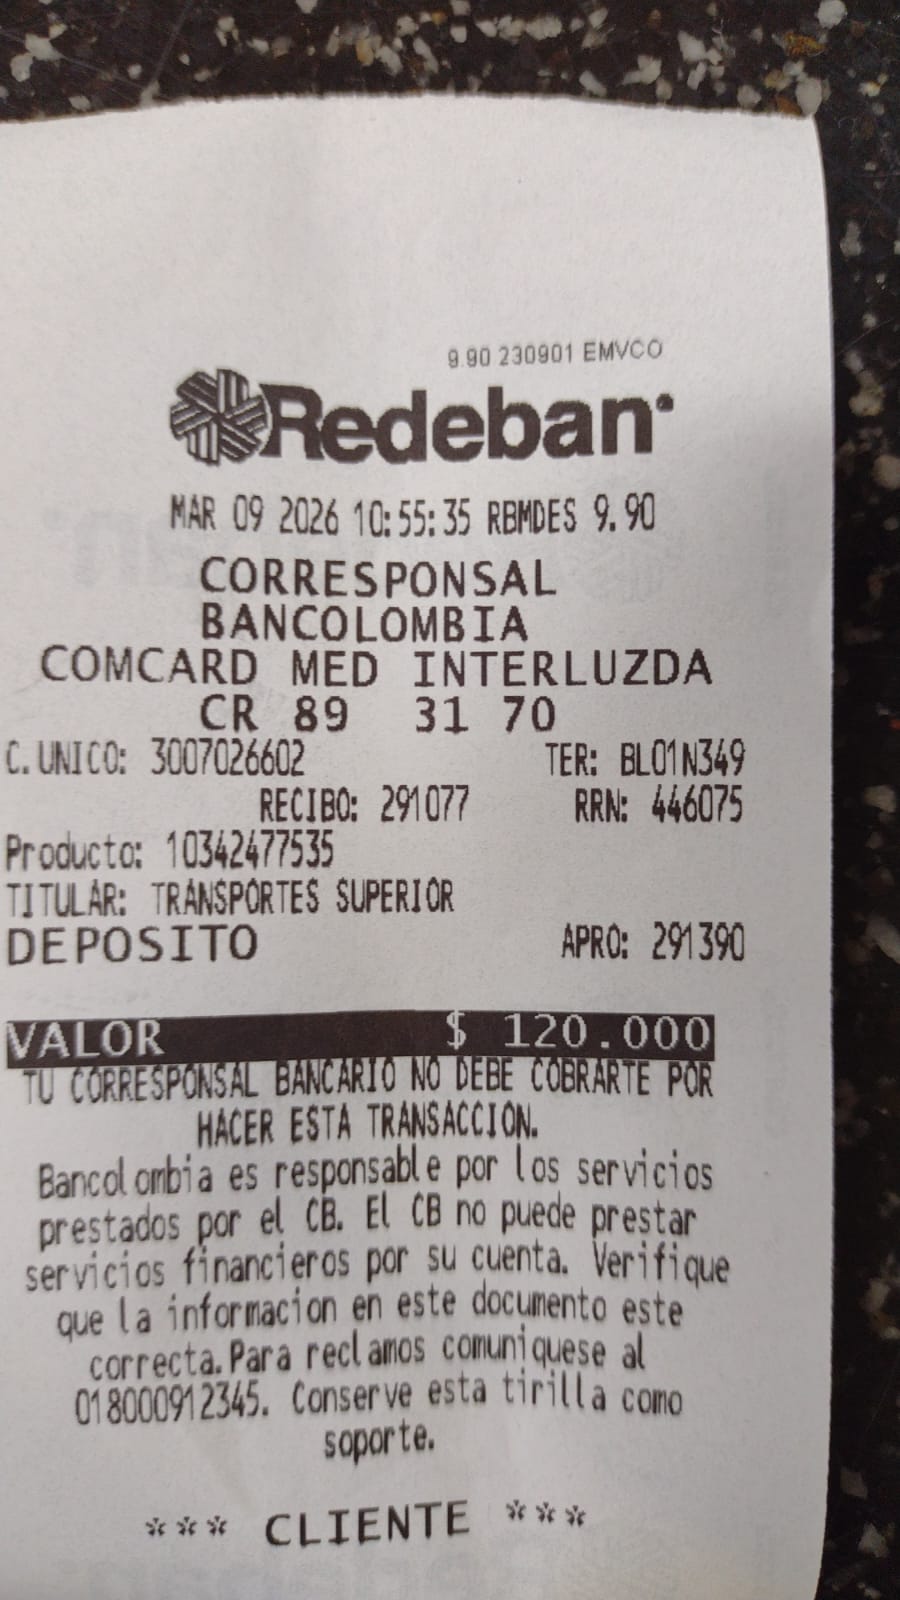 9.90 230901 EMVCO
Redeban
MAR 09 2026 10:55:35 RBMDES 9.90
CORRESPONSAL
BANCOLOMBIA
COMCARD MED INTERLUZDA
CR 89 31 70
C.UNICO: 3007026602 TER: BL01N349
RECIBO: 291077 RRN: 446075
Producto: 10342477535
TITULAR: TRANSPORTES SUPERIOR
DEPOSITO APRO: 291390
VALOR $ 120.000
TU CORRESPONSAL BANCARIO NO DEBE COBRARTE POR
HACER ESTA TRANSACCION.
Bancolombia es responsable por los servicios
prestados por el CB. El CB no puede prestar
servicios financieros por su cuenta. Verifique
que la informacion en este documento este
correcta.Para reclamos comuniquese al
018000912345. Conserve esta tirilla como
soporte.
*** CLIENTE ***